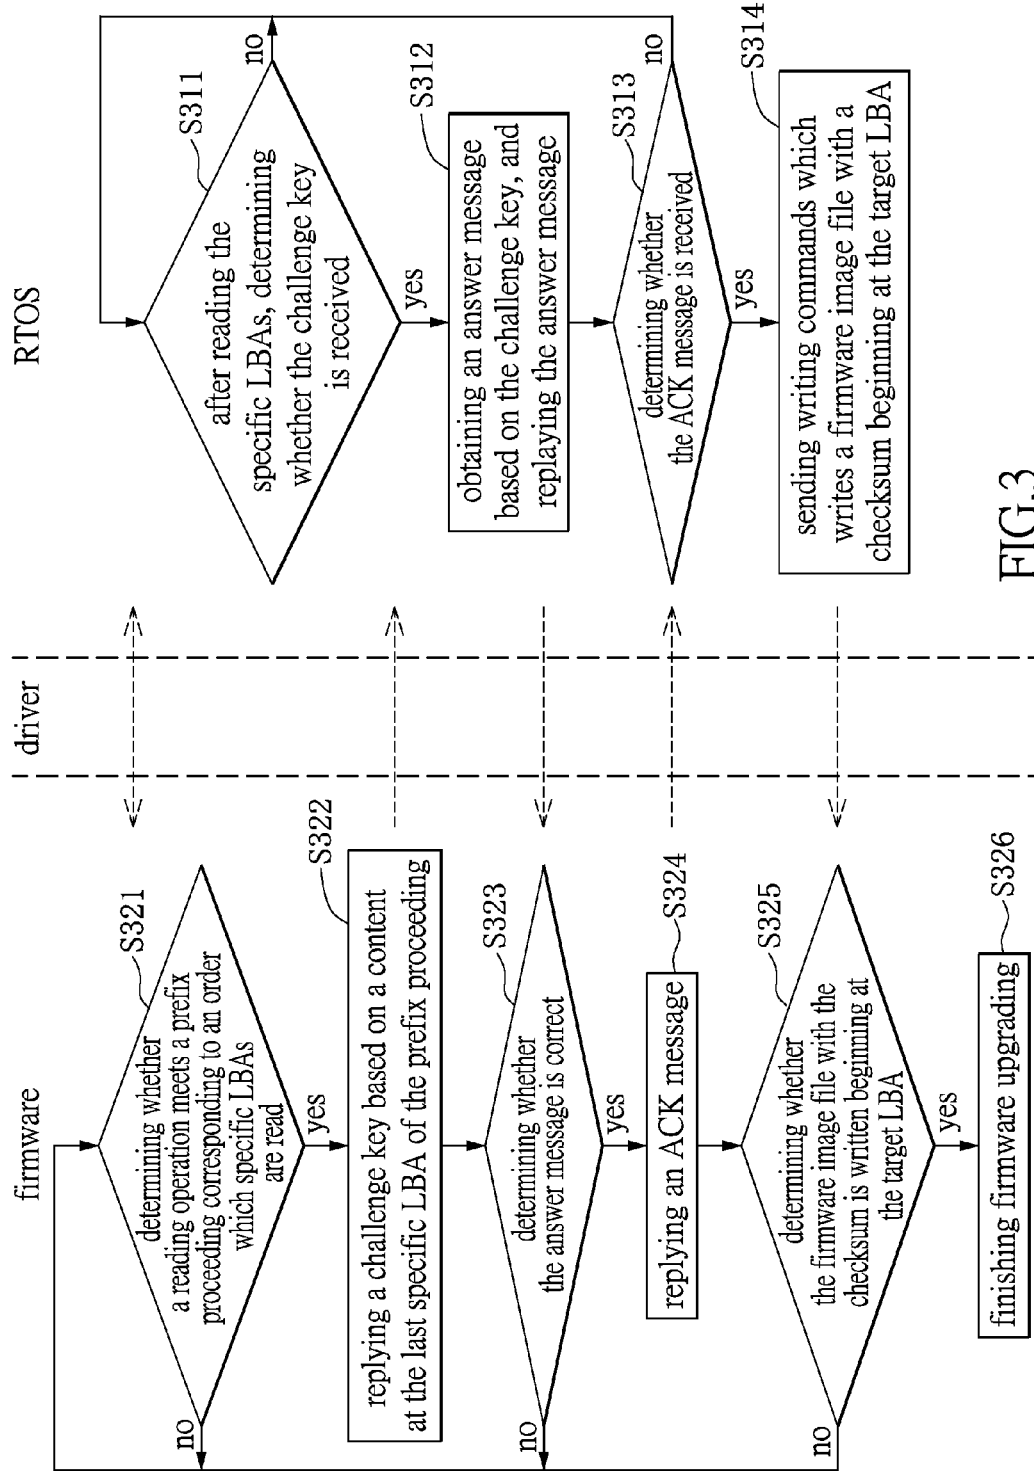 firmware
driver
RTOS
S321
determining whether
a reading operation meets a prefix
proceeding corresponding to an order
which specific LBAs
are read
no
yes
S322
replying a challenge key based on a content
at the last specific LBA of the prefix proceeding
S323
determining whether
the answer message is correct
yes
S324
replying an ACK message
S325
determining whether
the firmware image file with the
checksum is written beginning at
the target LBA
no
yes
S326
finishing firmware upgrading
S311
after reading the
specific LBAs, determining
whether the challenge key
is received
no
yes
S312
obtaining an answer message
based on the challenge key, and
replaying the answer message
S313
determining whether
the ACK message is received
no
yes
S314
sending writing commands which
writes a firmware image file with a
checksum beginning at the target LBA
FIG.3